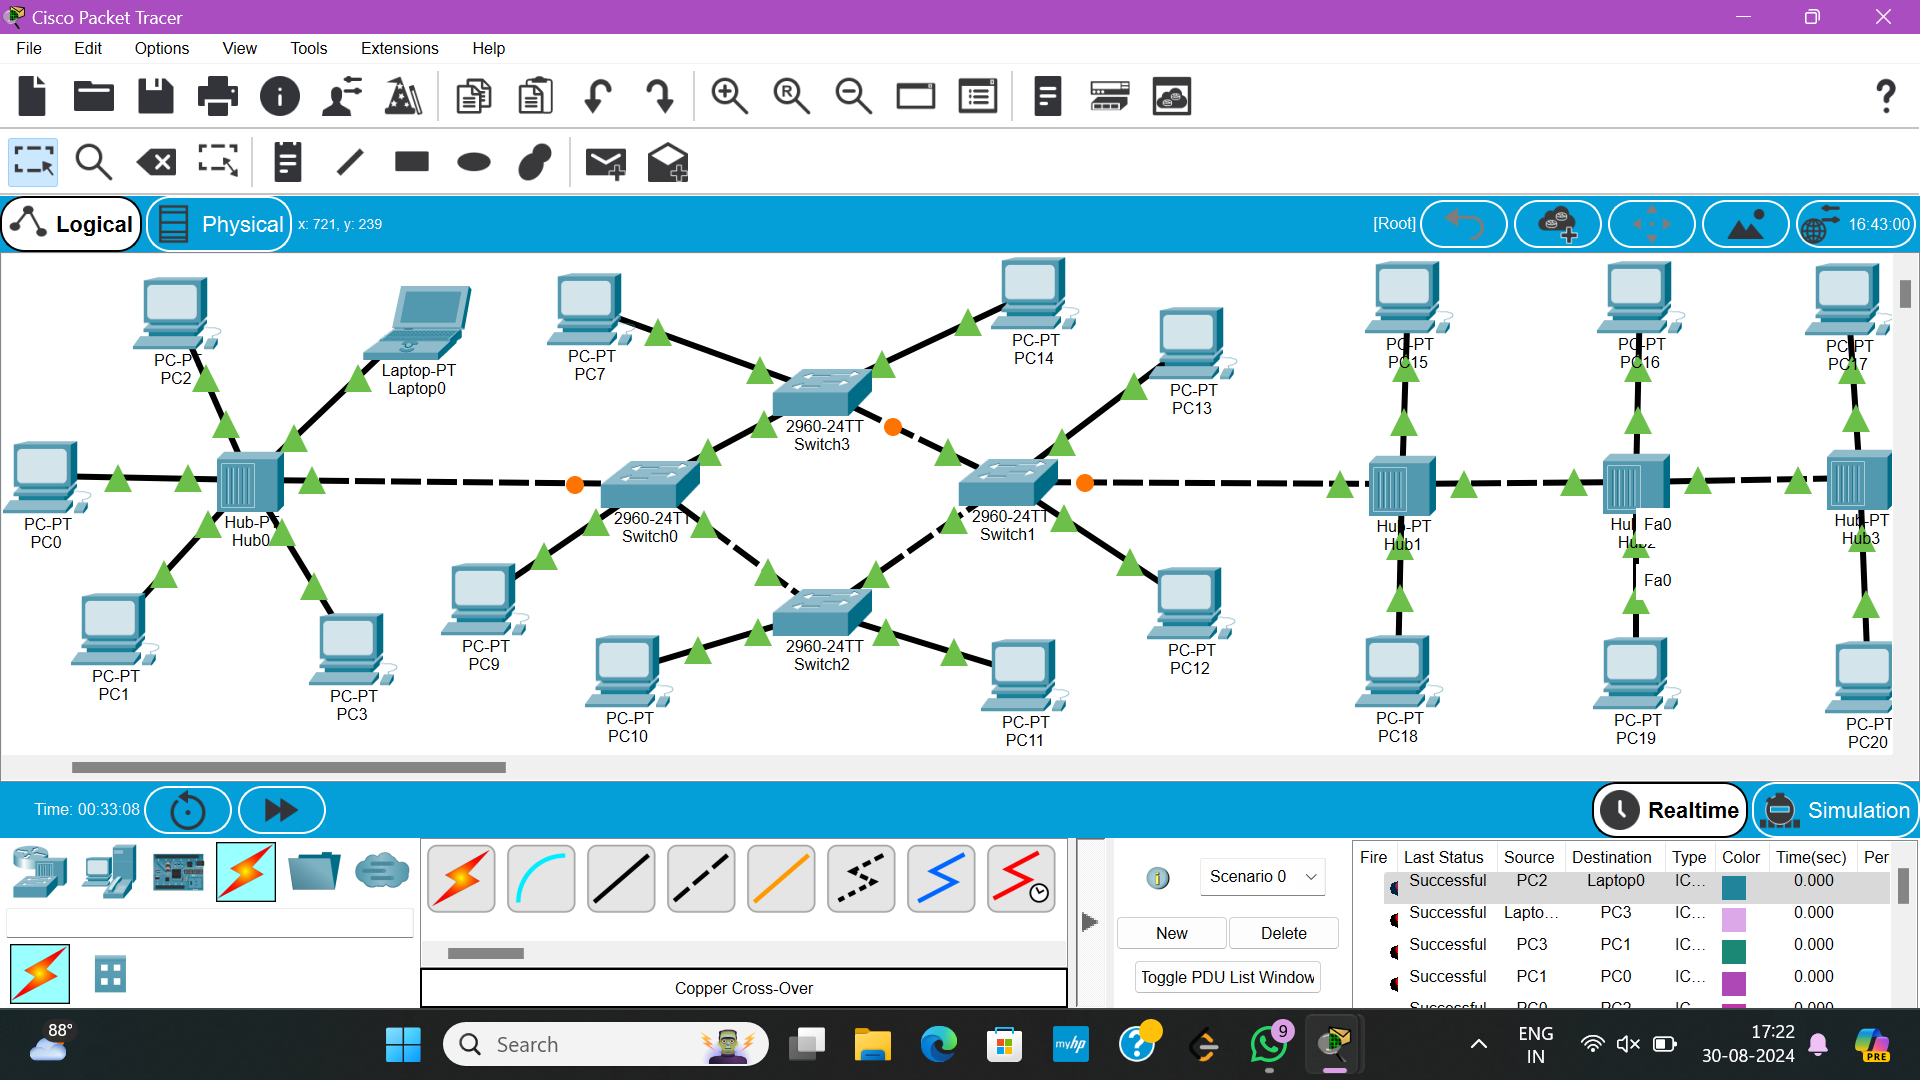 Cisco Packet Tracer
File Edit Options View Tools Extensions Help
Logical Physical x: 721, y: 239 [Root] 16:43:00
PC-PT
PC2
Laptop-PT
Laptop0
PC-PT
PC7
PC-PT
PC14
PC-PT
PC13
PC-PT
PC15
PC-PT
PC16
PC-PT
PC17
2960-24TT
Switch3
PC-PT
PC0
Hub-PT
Hub0
2960-24TT
Switch0
2960-24TT
Switch1
Hub-PT
Hub1
Fa0
Hub2
Fa0
Hub-PT
Hub3
PC-PT
PC1
PC-PT
PC3
PC-PT
PC9
PC-PT
PC10
2960-24TT
Switch2
PC-PT
PC11
PC-PT
PC12
PC-PT
PC18
PC-PT
PC19
PC-PT
PC20
Time: 00:33:08 Realtime Simulation
Scenario 0
New Delete
Toggle PDU List Window
Copper Cross-Over
Fire Last Status Source Destination Type Color Time(sec) Per
Successful PC2 Laptop0 IC... 0.000
Successful Lapto... PC3 IC... 0.000
Successful PC3 PC1 IC... 0.000
Successful PC1 PC0 IC... 0.000
Successful PC0 PC2 IC... 0.000
88°
Search
myhp
9
ENG
IN
17:22
30-08-2024
PRE